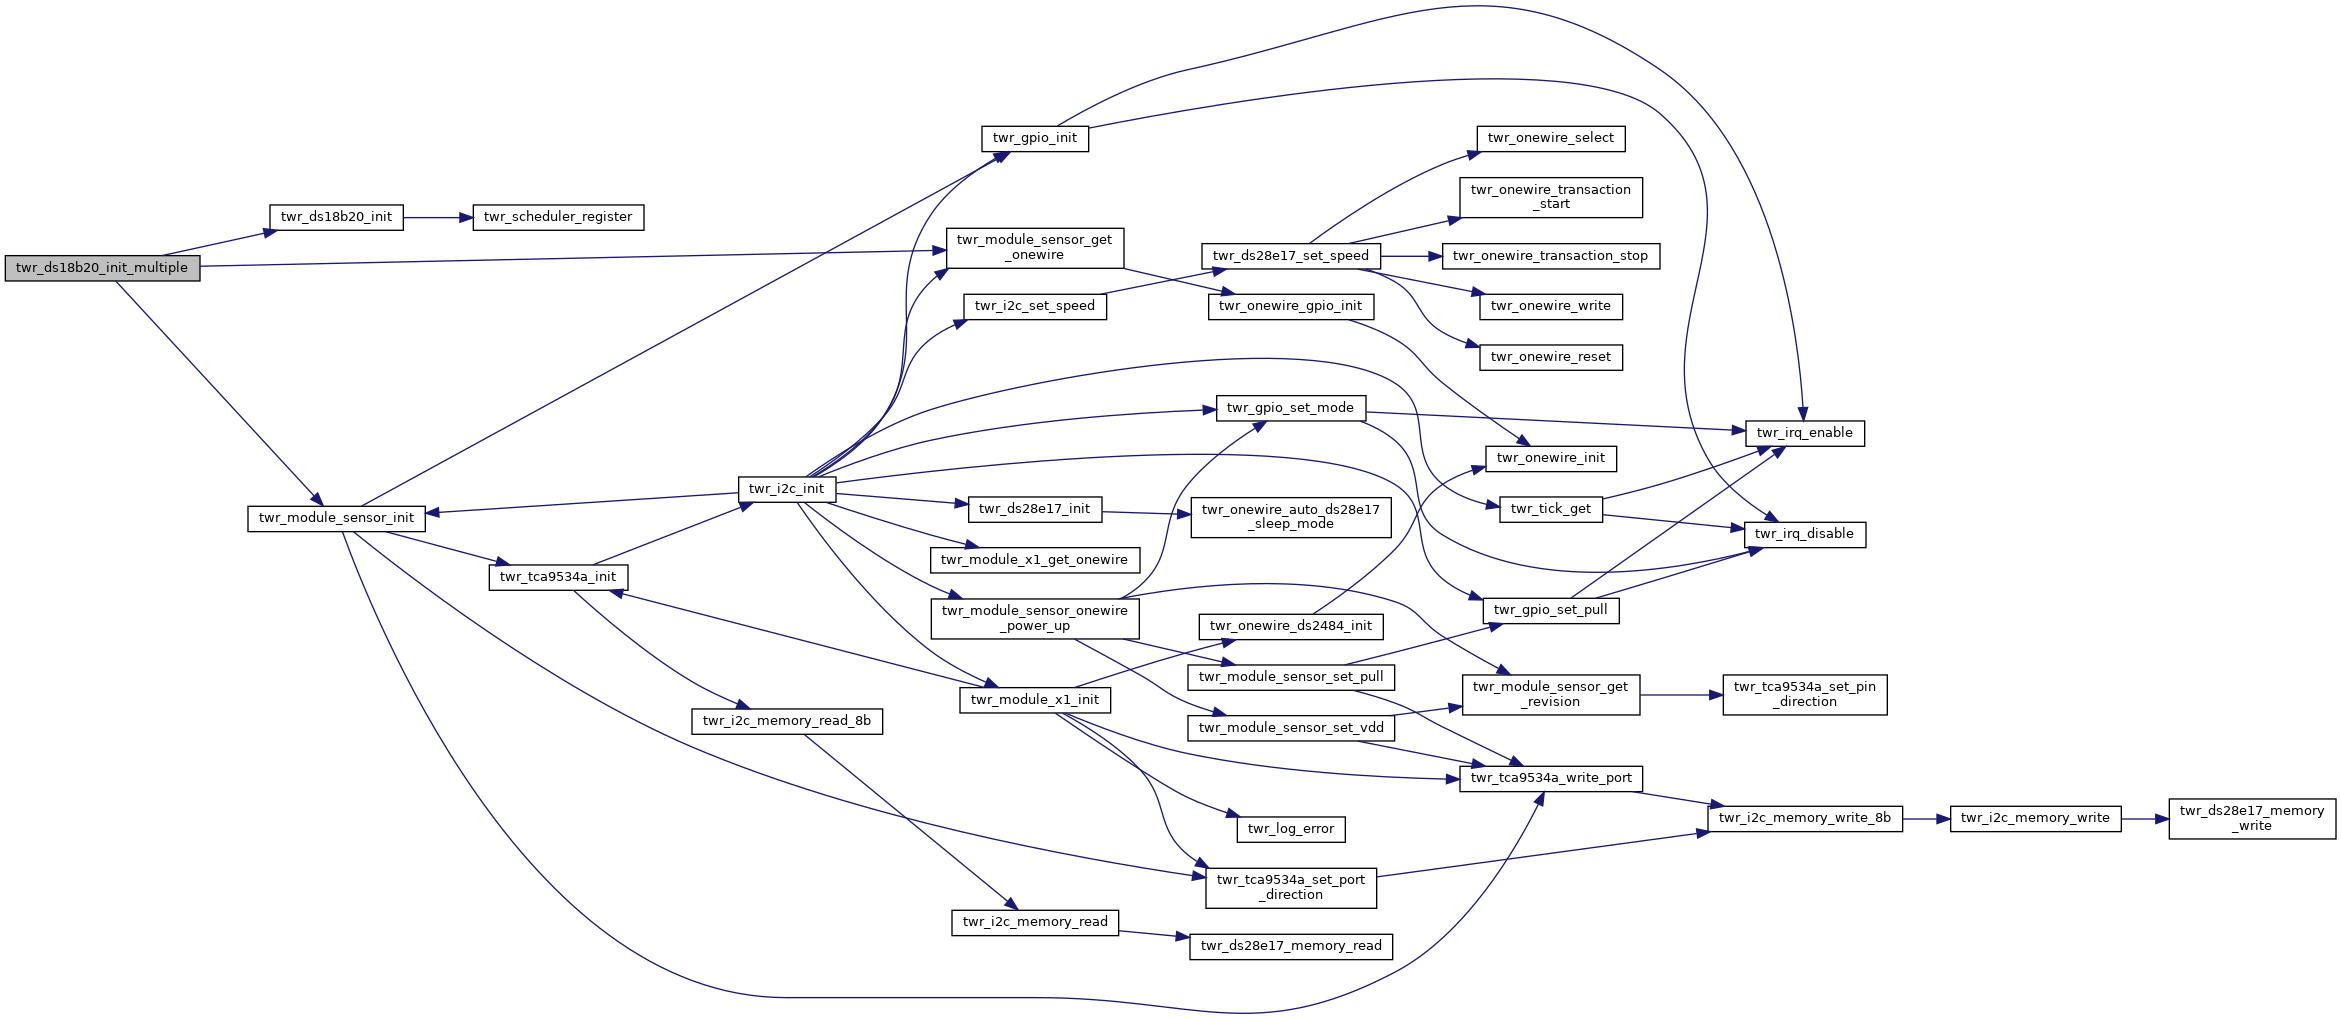 twr_gpio_init
twr_onewire_select
twr_onewire_transaction
_start
twr_ds18b20_init
twr_scheduler_register
twr_module_sensor_get
_onewire
twr_ds28e17_set_speed
twr_onewire_transaction_stop
twr_ds18b20_init_multiple
twr_i2c_set_speed
twr_onewire_gpio_init
twr_onewire_write
twr_onewire_reset
twr_gpio_set_mode
twr_irq_enable
twr_onewire_init
twr_i2c_init
twr_module_sensor_init
twr_ds28e17_init
twr_onewire_auto_ds28e17
_sleep_mode
twr_tick_get
twr_irq_disable
twr_module_x1_get_onewire
twr_tca9534a_init
twr_module_sensor_onewire
_power_up
twr_gpio_set_pull
twr_onewire_ds2484_init
twr_module_sensor_set_pull
twr_module_x1_init
twr_module_sensor_get
_revision
twr_tca9534a_set_pin
_direction
twr_i2c_memory_read_8b
twr_module_sensor_set_vdd
twr_tca9534a_write_port
twr_log_error
twr_i2c_memory_write_8b
twr_i2c_memory_write
twr_ds28e17_memory
_write
twr_tca9534a_set_port
_direction
twr_i2c_memory_read
twr_ds28e17_memory_read